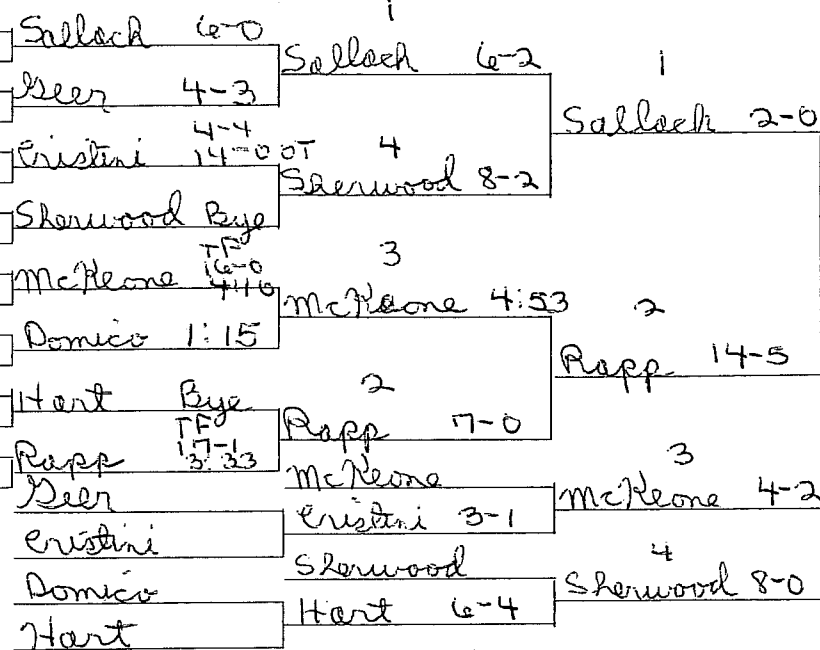 1
Sallach 6-0
Sallach 6-2
1
Geer 4-3
Sallach 2-0
4-4
Cristini 14-0 OT
4
Sherwood 8-2
Sherwood Bye
TF
16-0
McKeone 4:10
3
McKeone 4:53
Domico 1:15
2
Rapp 14-5
Hart Bye
2
TF
17-1
Rapp 3:33
Rapp 7-0
Geer
McKeone
3
McKeone 4-2
Cristini
Cristini 3-1
Domico
Sherwood
4
Sherwood 8-0
Hart
Hart 6-4